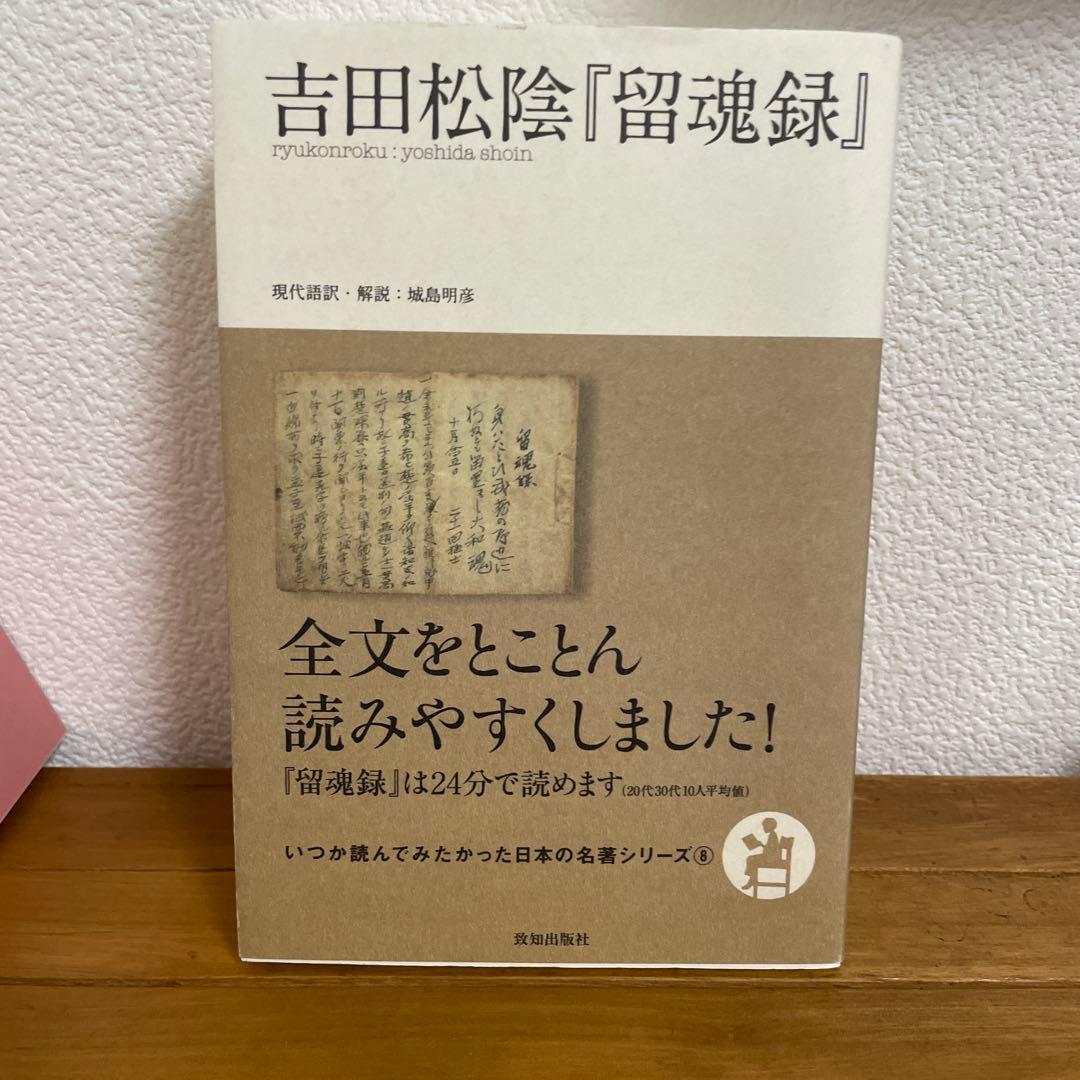 吉田松陰『留魂録』
ryukonroku : yoshida shoin
現代語訳・解説：城島明彦
留魂録
身ハたとひ武蔵の野辺に
朽ぬとも留置まし大和魂
十月念五日 二十一回猛士
全文をとことん
読みやすくしました!
『留魂録』は24分で読めます(20代30代10人平均値)
いつか読んでみたかった日本の名著シリーズ⑧
致知出版社